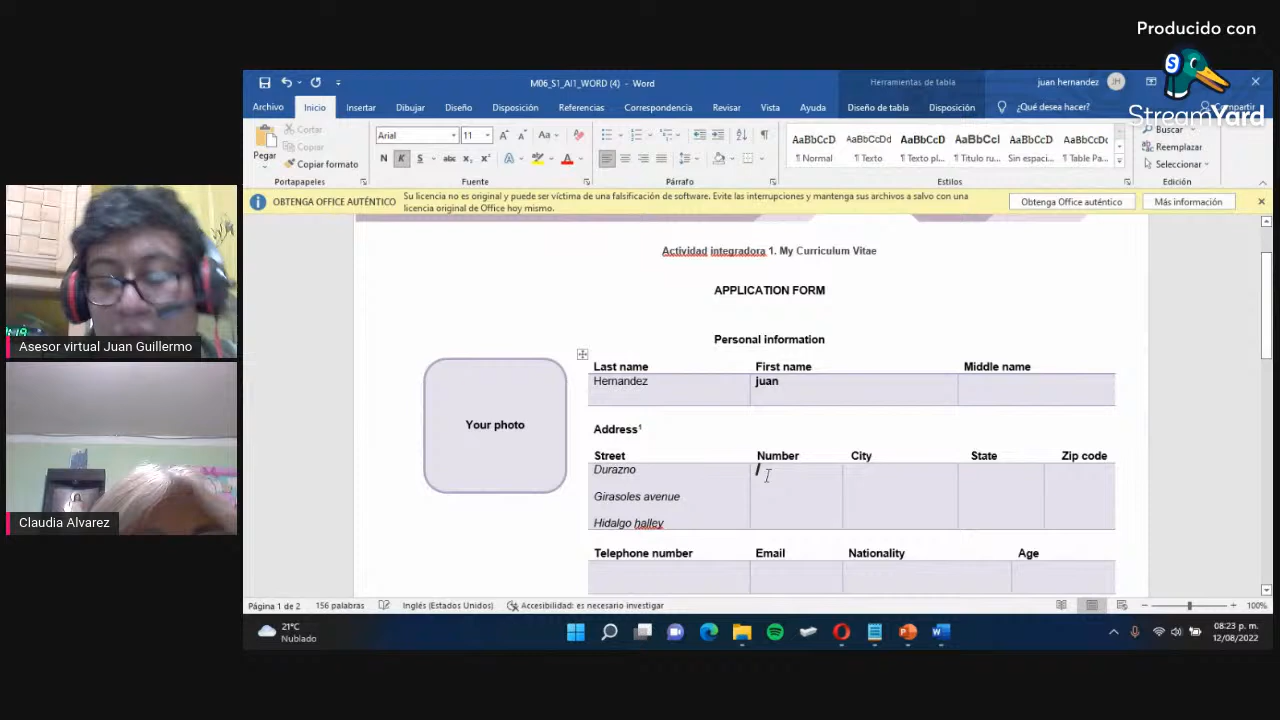 Producido con
StreamYard
M06_S1_AI1_WORD (4) - Word
Herramientas de tabla
juan hernandez
JH
Archivo Inicio Insertar Dibujar Diseño Disposición Referencias Correspondencia Revisar Vista Ayuda Diseño de tabla Disposición ¿Qué desea hacer?
Pegar
Cortar
Copiar
Copiar formato
Portapapeles
Arial 11
N K S abc
Fuente
Párrafo
AaBbCcD AaBbCcDd AaBbCcD AaBbCcI AaBbCcD AaBbCcDc
¶ Normal ¶ Texto ¶ Texto pl... ¶ Titulo ru... Sin espaci... ¶ Table Pa...
Estilos
Buscar
Reemplazar
Seleccionar
Edición
OBTENGA OFFICE AUTÉNTICO
Su licencia no es original y puede ser víctima de una falsificación de software. Evite las interrupciones y mantenga sus archivos a salvo con una
licencia original de Office hoy mismo.
Obtenga Office auténtico
Más información
Actividad integradora 1. My Curriculum Vitae
APPLICATION FORM
Personal information
Your photo
Last name First name Middle name
Hernandez juan
Address¹
Street Number City State Zip code
Durazno
Girasoles avenue
Hidalgo halley
Telephone number Email Nationality Age
Asesor virtual Juan Guillermo
Claudia Alvarez
Página 1 de 2 156 palabras Inglés (Estados Unidos) Accesibilidad: es necesario investigar 100%
21°C
Nublado
08:23 p. m.
12/08/2022